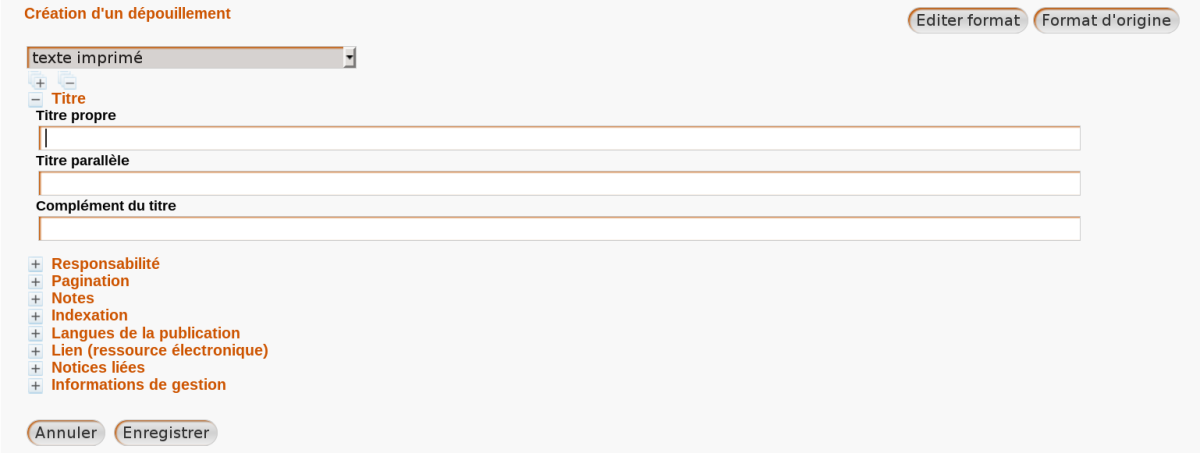 Création d'un dépouillement
Editer format Format d'origine
texte imprimé
Titre
Titre propre
Titre parallèle
Complément du titre
Responsabilité
Pagination
Notes
Indexation
Langues de la publication
Lien (ressource électronique)
Notices liées
Informations de gestion
Annuler Enregistrer